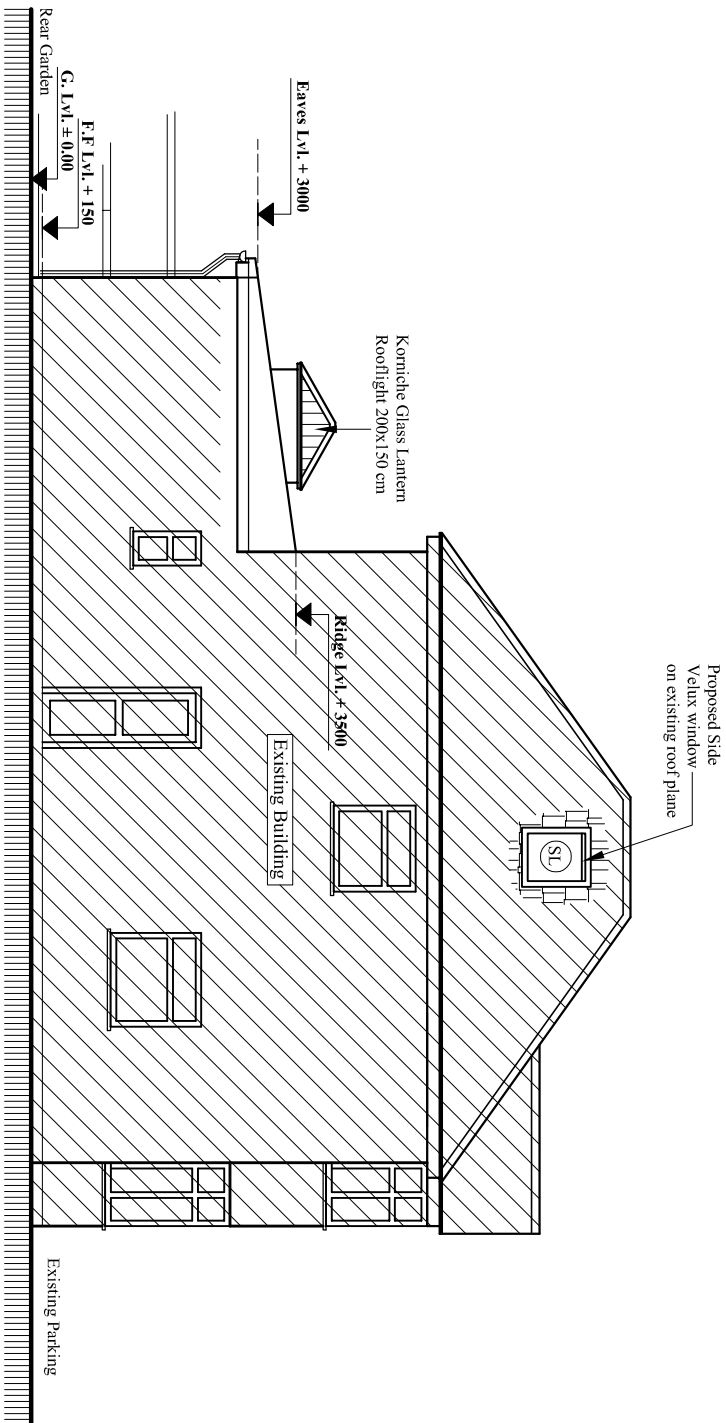 Proposed Side
Velux window
on existing roof plane
SL
Korniche Glass Lantern
Rooflight 200x150 cm
Eaves Lvl. + 3000
Ridge Lvl. + 3500
Existing Building
F.F Lvl. + 150
G. Lvl. ± 0.00
Rear Garden
Existing Parking